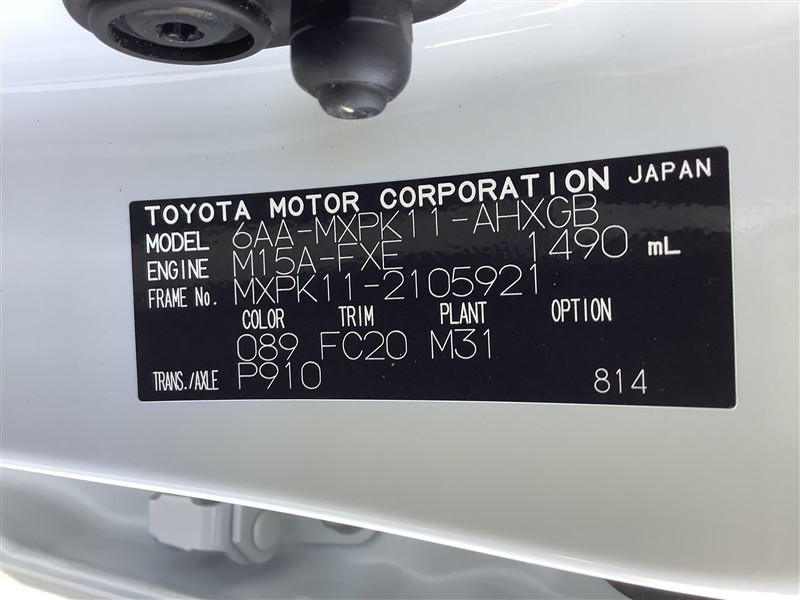 TOYOTA MOTOR CORPORATION JAPAN
MODEL 6AA-MXPK11-AHXGB
ENGINE M15A-FXE 1490 mL
FRAME No. MXPK11-2105921
COLOR TRIM PLANT OPTION
089 FC20 M31
TRANS./AXLE P910 814